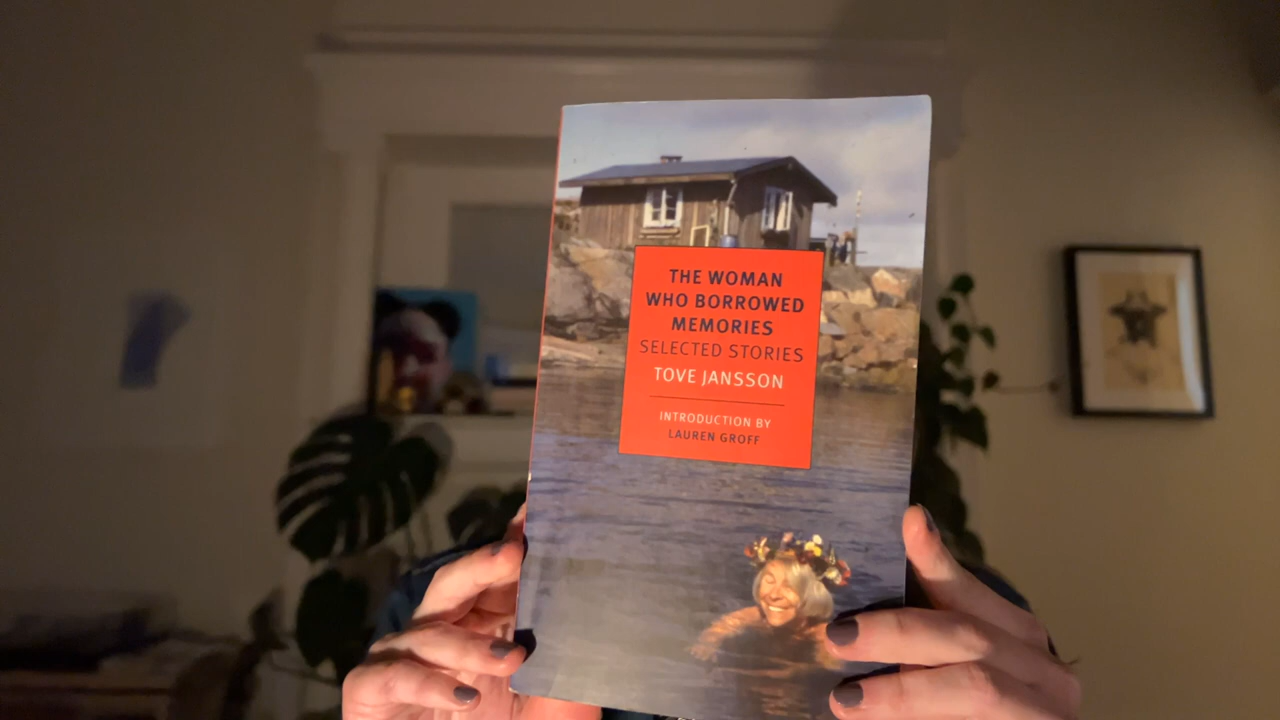 THE WOMAN
WHO BORROWED
MEMORIES
SELECTED STORIES
TOVE JANSSON
INTRODUCTION BY
LAUREN GROFF